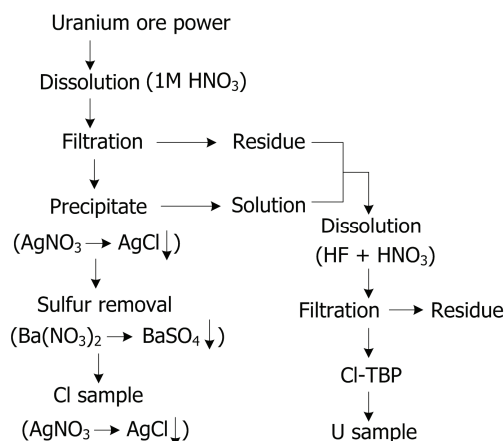 Uranium ore power
Dissolution (1M HNO₃)
Filtration → Residue
Precipitate → Solution
(AgNO₃ → AgCl↓)
Sulfur removal
(Ba(NO₃)₂ → BaSO₄↓)
Cl sample
(AgNO₃ → AgCl↓)
Dissolution
(HF + HNO₃)
Filtration → Residue
Cl-TBP
U sample